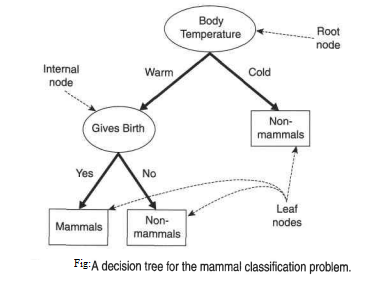 Body
Temperature
Root
node
Internal
node
Warm
Cold
Gives Birth
Non-
mammals
Yes
No
Mammals
Non-
mammals
Leaf
nodes
Fig:A decision tree for the mammal classification problem.